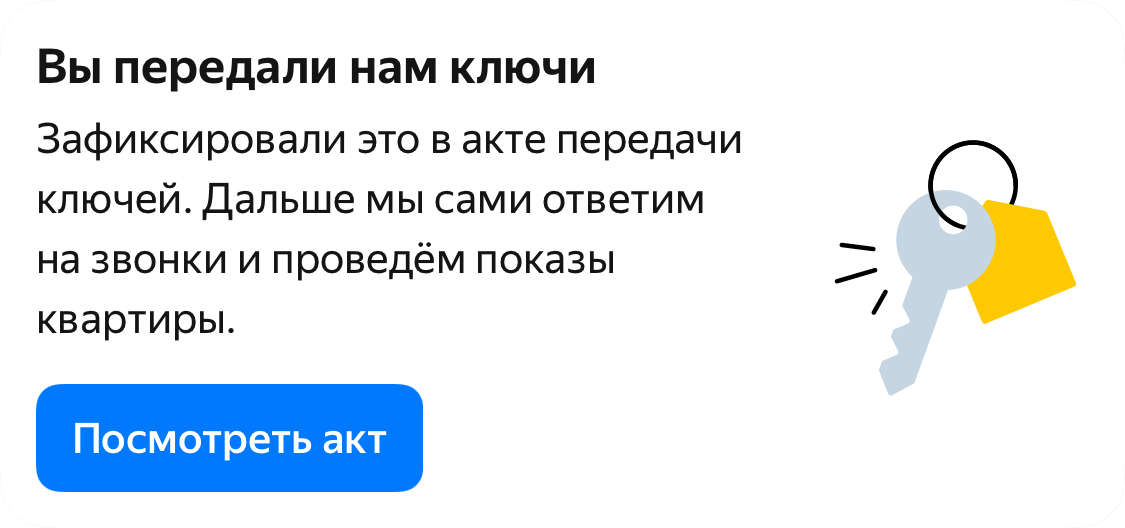 Вы передали нам ключи
Зафиксировали это в акте передачи
ключей. Дальше мы сами ответим
на звонки и проведём показы
квартиры.
Посмотреть акт